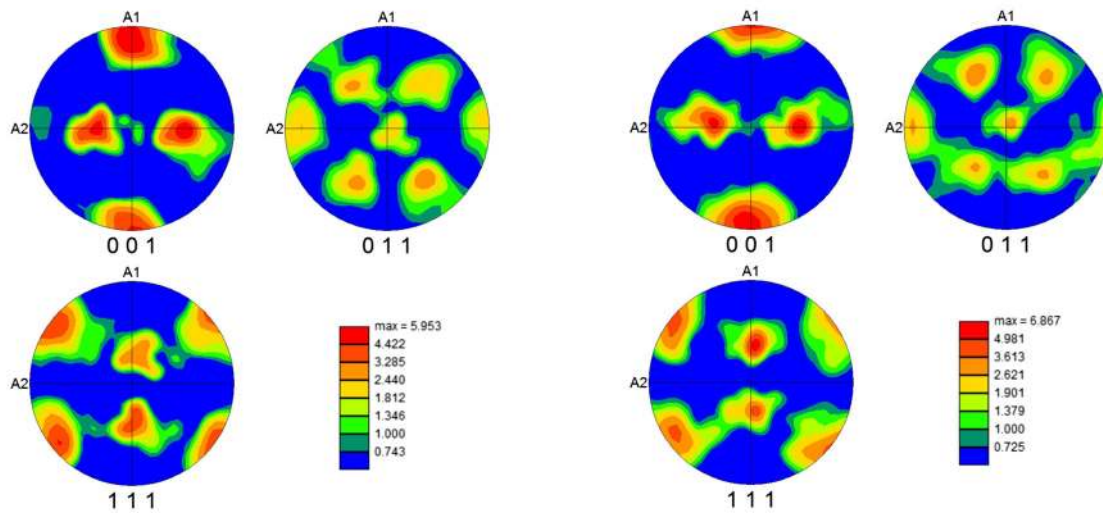 A1
A2
0 0 1
A1
0 1 1
A1
A2
1 1 1
max = 5.953
4.422
3.285
2.440
1.812
1.346
1.000
0.743
A1
A2
0 0 1
A1
A2
0 1 1
A1
A2
1 1 1
max = 6.867
4.981
3.613
2.621
1.901
1.379
1.000
0.725